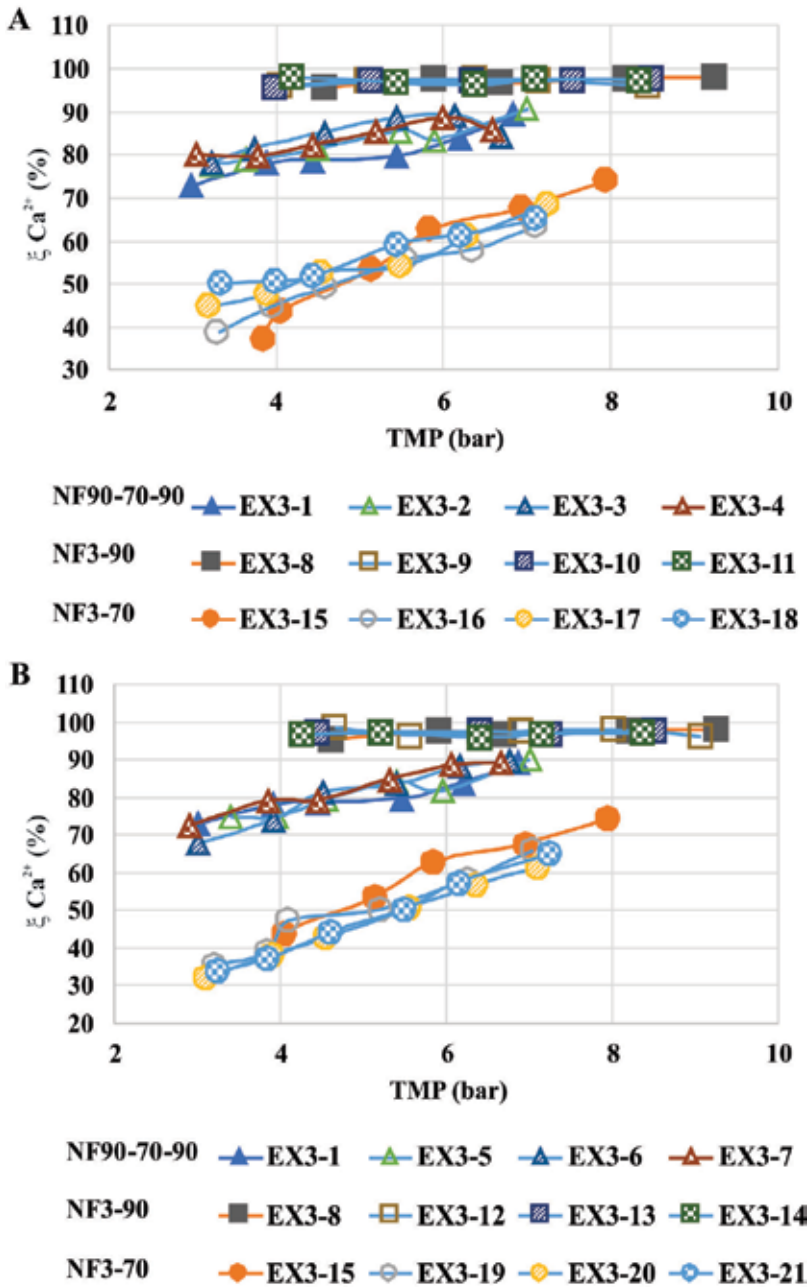 A
110
100
90
80
70
60
50
40
30
ξ Ca²⁺ (%)
2 4 6 8 10
TMP (bar)
NF90-70-90 EX3-1 EX3-2 EX3-3 EX3-4
NF3-90 EX3-8 EX3-9 EX3-10 EX3-11
NF3-70 EX3-15 EX3-16 EX3-17 EX3-18
B
110
100
90
80
70
60
50
40
30
20
ξ Ca²⁺ (%)
2 4 6 8 10
TMP (bar)
NF90-70-90 EX3-1 EX3-5 EX3-6 EX3-7
NF3-90 EX3-8 EX3-12 EX3-13 EX3-14
NF3-70 EX3-15 EX3-19 EX3-20 EX3-21